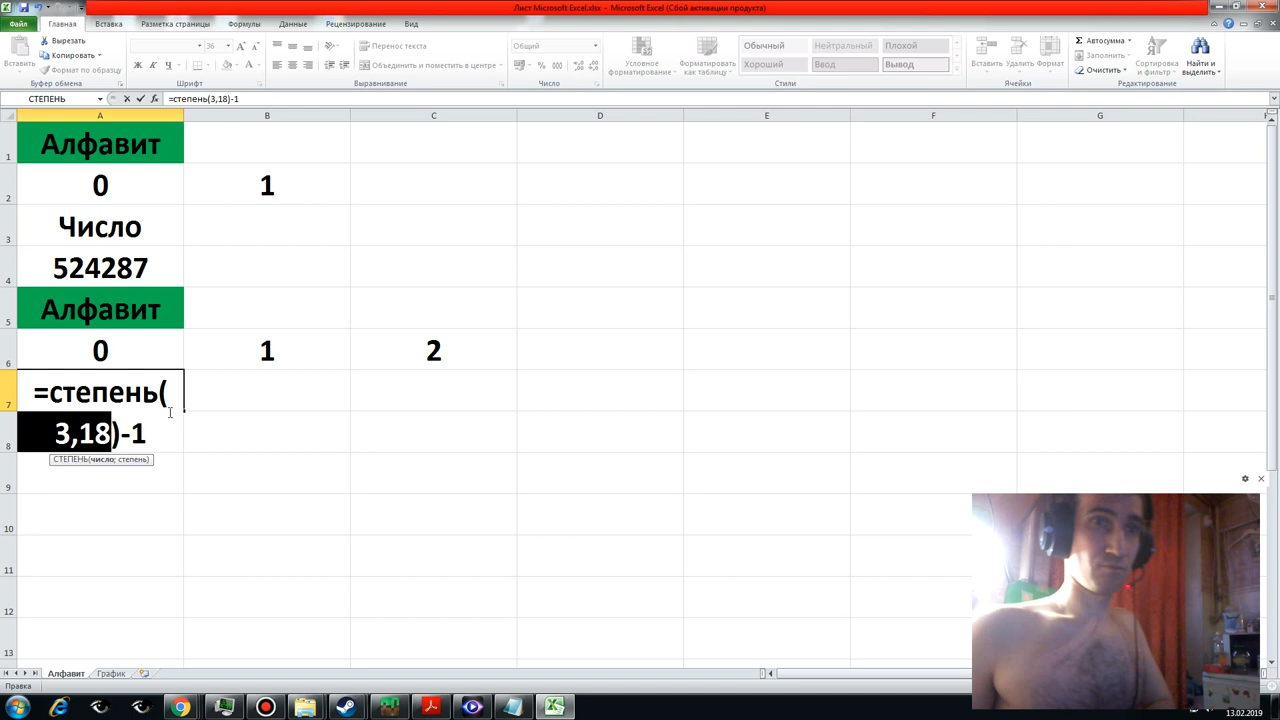 Лист Microsoft Excel.xlsx - Microsoft Excel (Сбой активации продукта)
Файл Главная Вставка Разметка страницы Формулы Данные Рецензирование Вид
Вставить Вырезать Копировать Формат по образцу
36 Ж К Ч
Перенос текста
Объединить и поместить в центре
Общий
Условное форматирование Форматировать как таблицу
Обычный Нейтральный Плохой
Хороший Ввод Вывод
Вставить Удалить Формат
Автосумма Заполнить Очистить
Сортировка и фильтр Найти и выделить
Буфер обмена Шрифт Выравнивание Число Стили Ячейки Редактирование
СТЕПЕНЬ =степень(3,18)-1
A B C D E F G
1 Алфавит
2 0 1
3 Число
4 524287
5 Алфавит
6 0 1 2
7 =степень(
8 3,18)-1
СТЕПЕНЬ(число; степень)
9
10
11
12
13
Алфавит График
Правка
13.02.2019